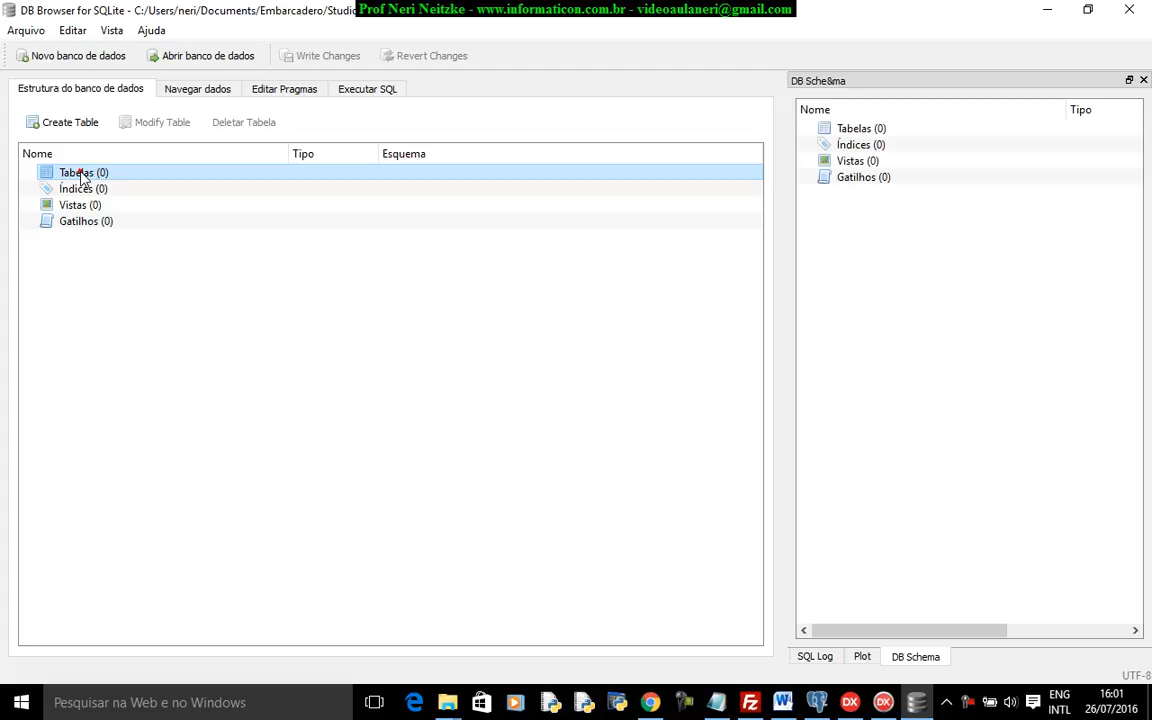 DB Browser for SQLite - C:/Users/neri/Documents/Embarcadero/Studio
Prof Neri Neitzke - www.informaticon.com.br - videoaulaneri@gmail.com
Arquivo Editar Vista Ajuda
Novo banco de dados Abrir banco de dados Write Changes Revert Changes
Estrutura do banco de dados Navegar dados Editar Pragmas Executar SQL
Create Table Modify Table Deletar Tabela
Nome Tipo Esquema
Tabelas (0)
Índices (0)
Vistas (0)
Gatilhos (0)
DB Sche&ma
Nome Tipo
Tabelas (0)
Índices (0)
Vistas (0)
Gatilhos (0)
SQL Log Plot DB Schema
UTF-8
Pesquisar na Web e no Windows
ENG
INTL
16:01
26/07/2016